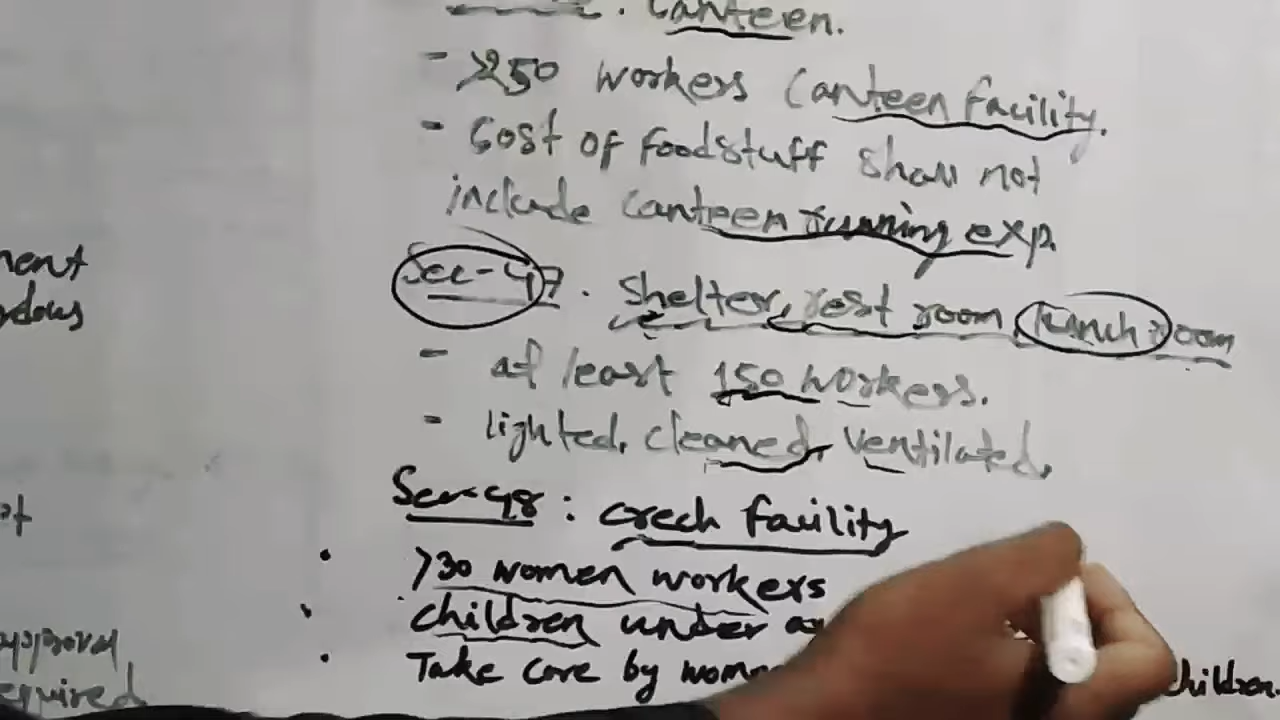 . Canteen.
- >250 workers Canteen facility.
- Cost of foodstuff shall not
include Canteen running exp.
Sec-47. Shelter, rest room, lunch room
- at least 150 workers.
- lighted, cleaned, ventilated.
Sec-48: crech facility
>30 women workers
children under
Take care by children.